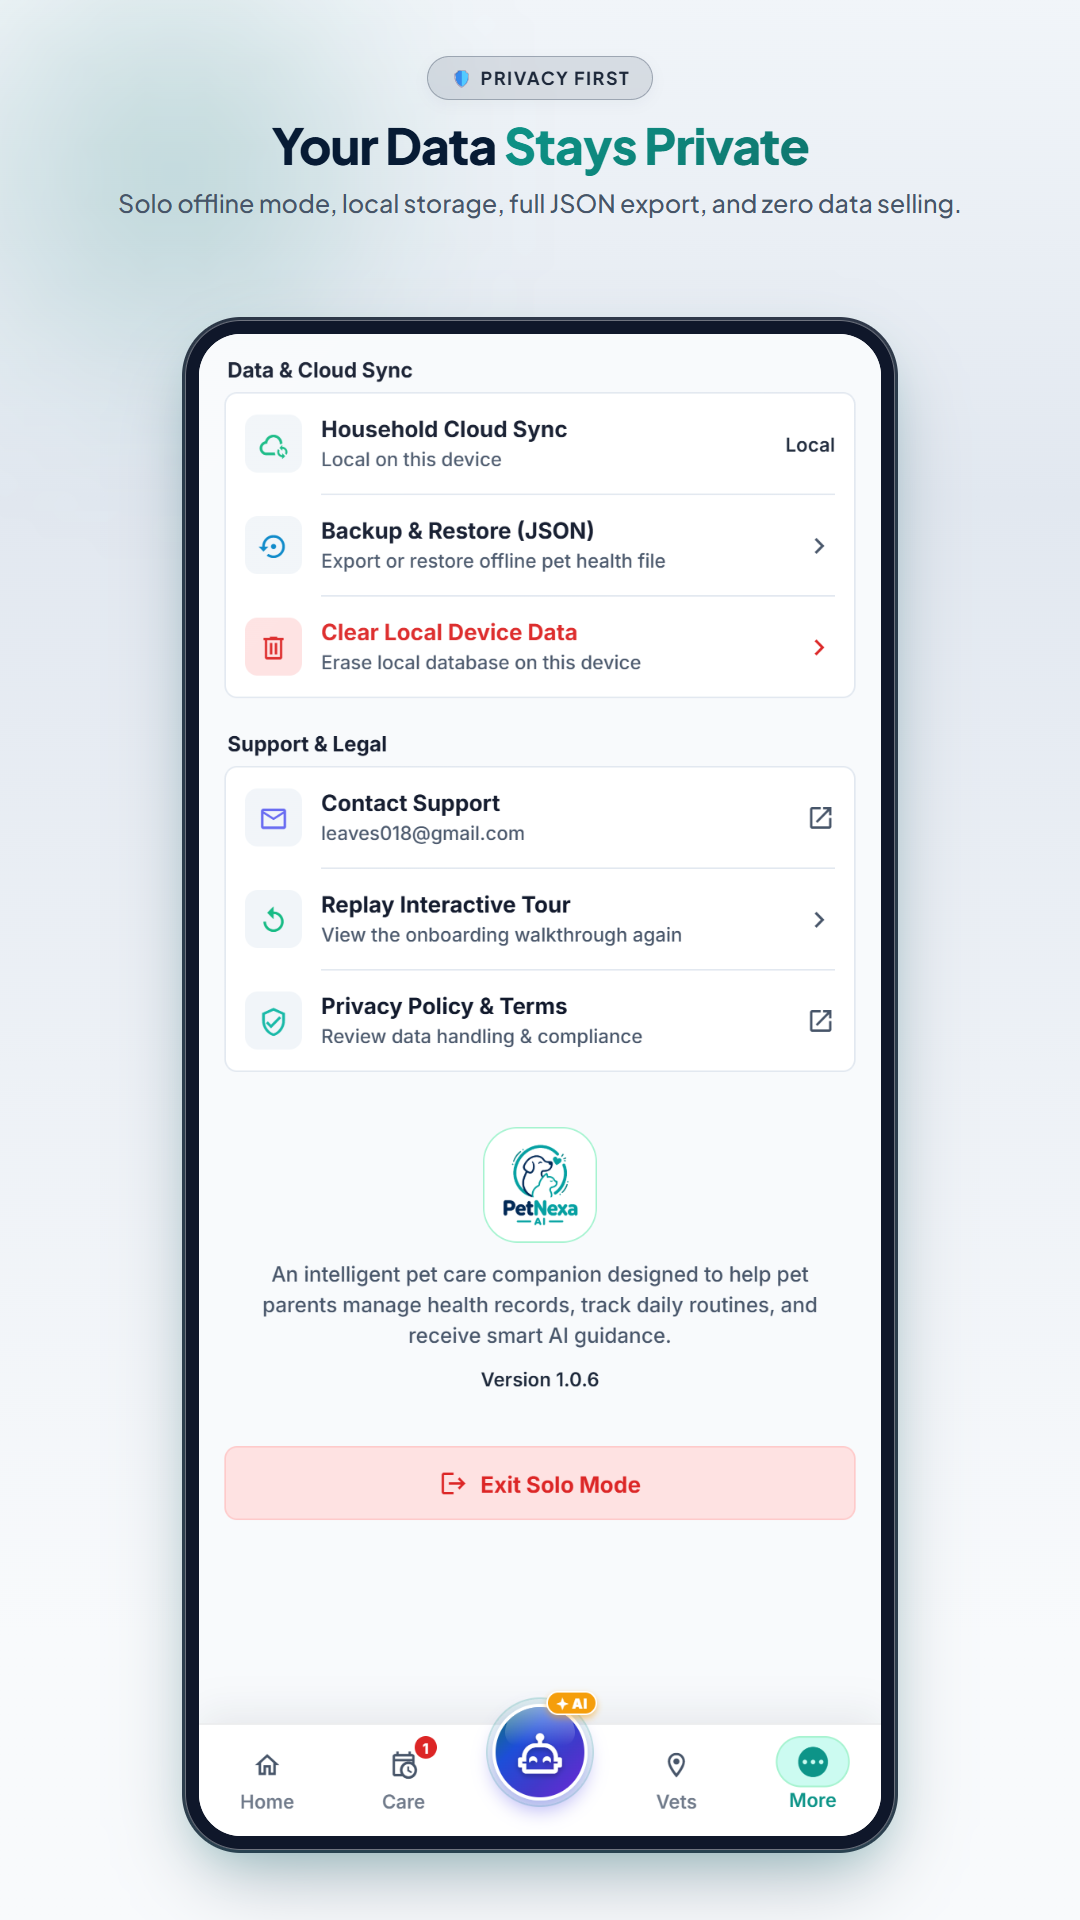 PRIVACY FIRST
Your Data Stays Private
Solo offline mode, local storage, full JSON export, and zero data selling.
Data & Cloud Sync
Household Cloud Sync
Local on this device
Local
Backup & Restore (JSON)
Export or restore offline pet health file
Clear Local Device Data
Erase local database on this device
Support & Legal
Contact Support
leaves018@gmail.com
Replay Interactive Tour
View the onboarding walkthrough again
Privacy Policy & Terms
Review data handling & compliance
PetNexa
AI
An intelligent pet care companion designed to help pet
parents manage health records, track daily routines, and
receive smart AI guidance.
Version 1.0.6
Exit Solo Mode
AI
1
Home
Care
Vets
More